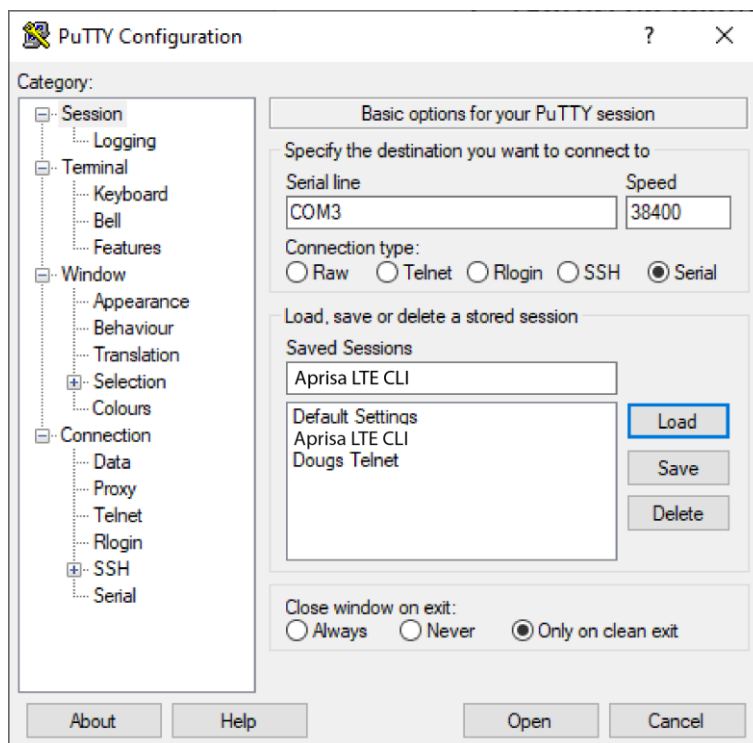 PuTTY Configuration
?
Category:
Session
Logging
Terminal
Keyboard
Bell
Features
Window
Appearance
Behaviour
Translation
Selection
Colours
Connection
Data
Proxy
Telnet
Rlogin
SSH
Serial
Basic options for your PuTTY session
Specify the destination you want to connect to
Serial line Speed
COM3 38400
Connection type:
Raw Telnet Rlogin SSH Serial
Load, save or delete a stored session
Saved Sessions
Aprisa LTE CLI
Default Settings
Aprisa LTE CLI
Dougs Telnet
Load
Save
Delete
Close window on exit:
Always Never Only on clean exit
About Help Open Cancel